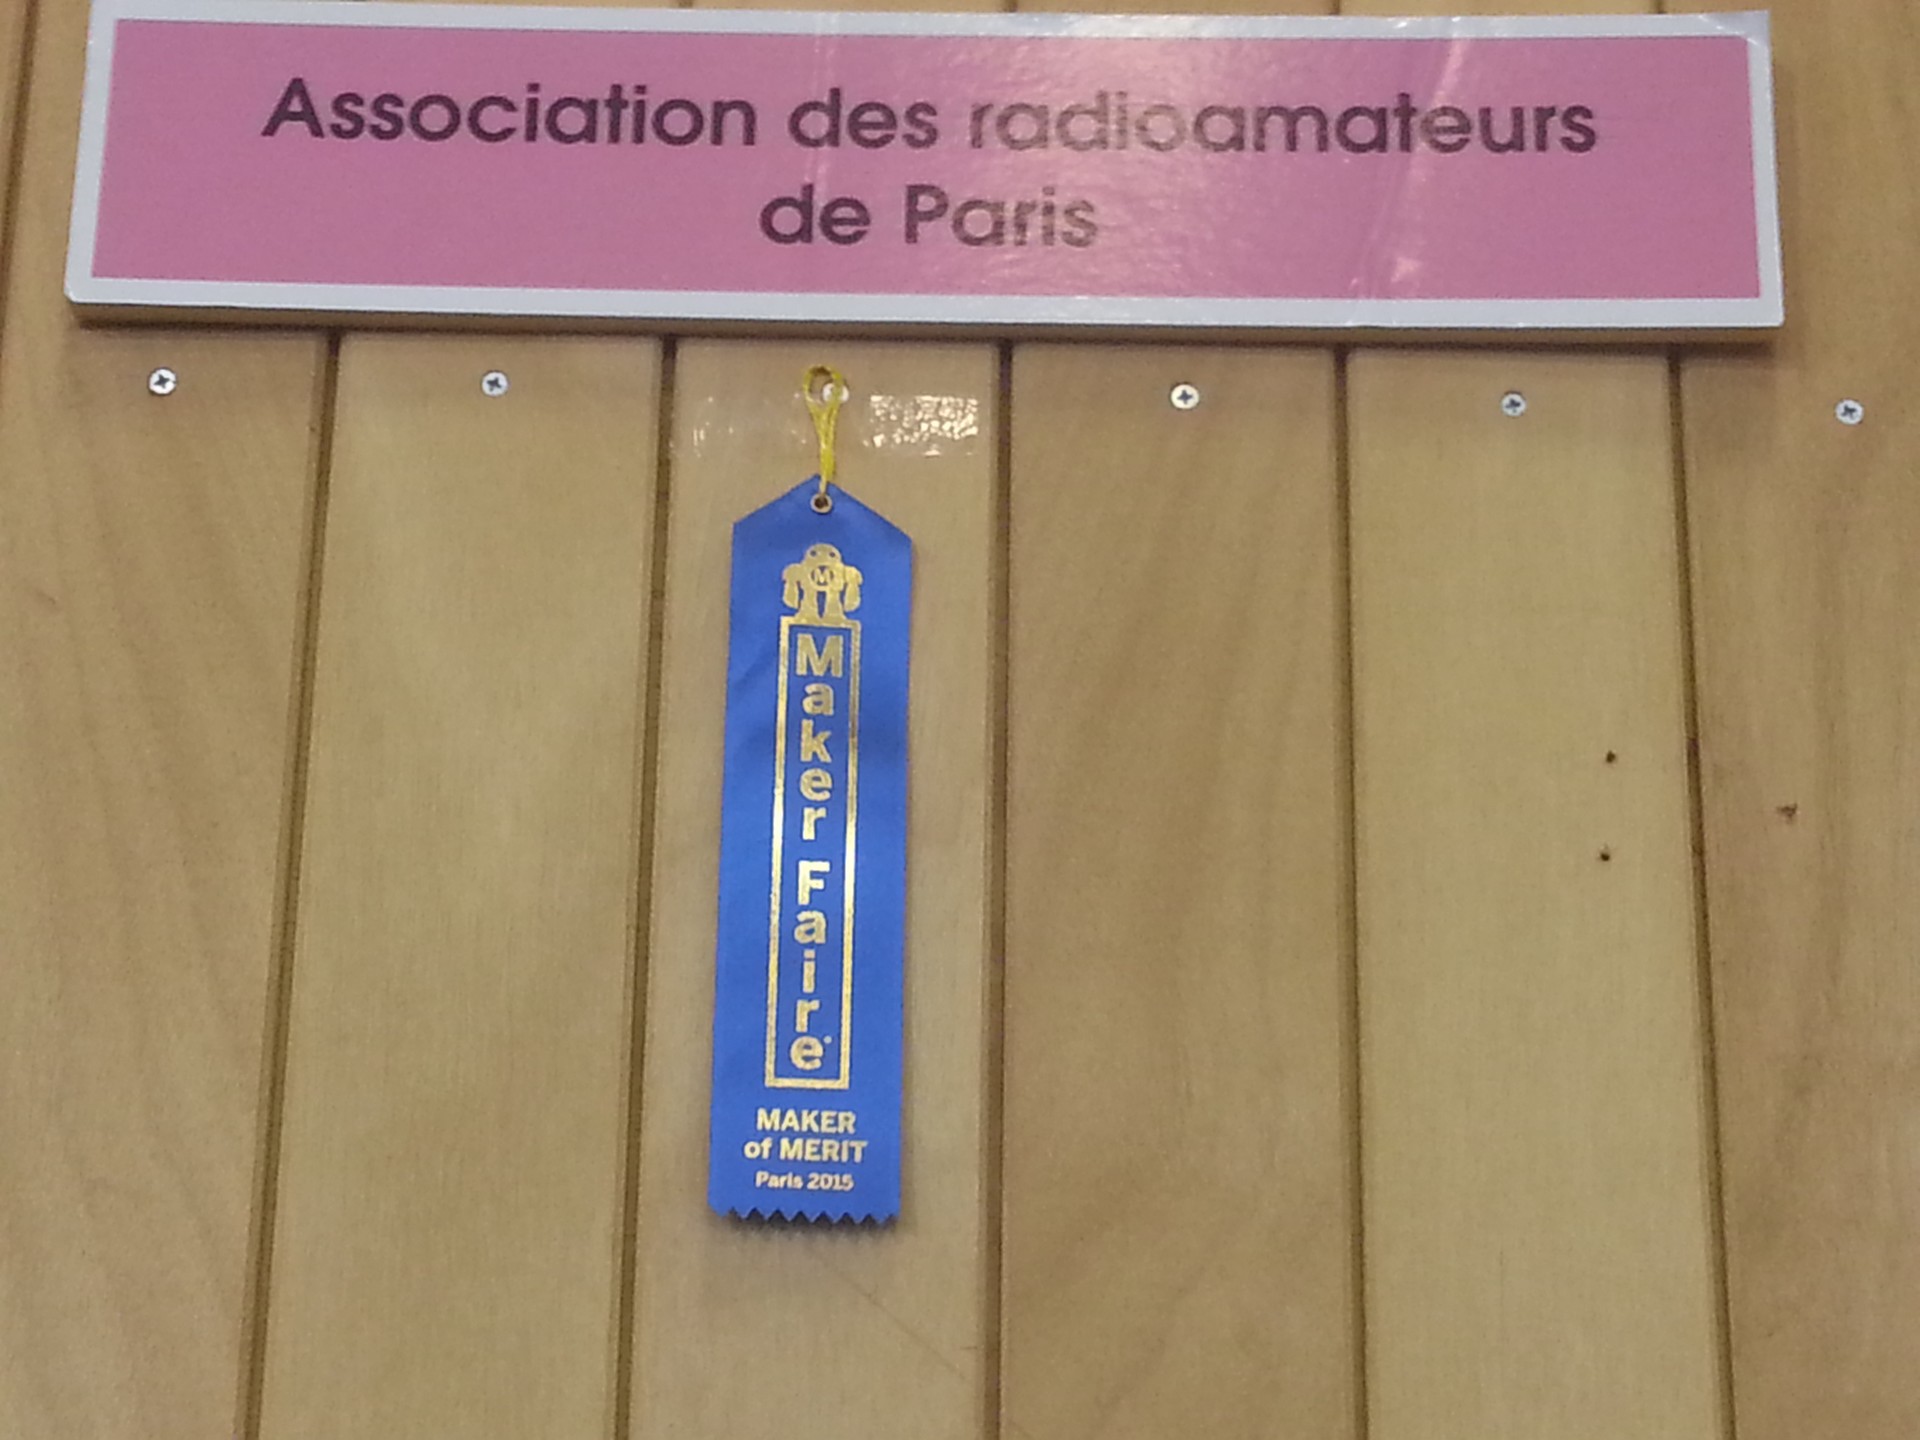 Association des radioamateurs
de Paris
M
Maker Faire®
MAKER
of MERIT
Paris 2015